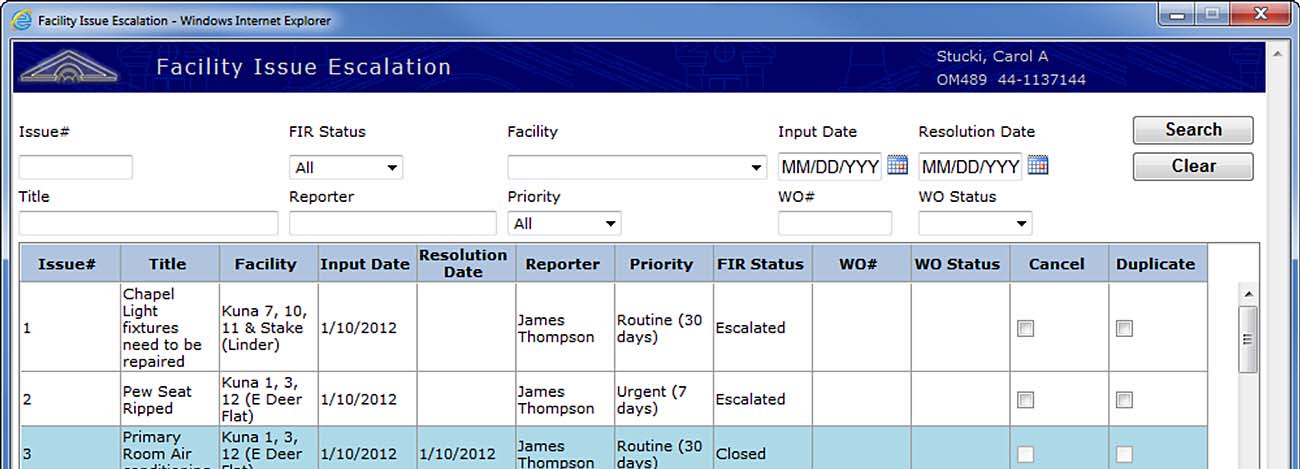 Facility Issue Escalation - Windows Internet Explorer
Facility Issue Escalation
Stucki, Carol A
OM489 44-1137144
Issue# FIR Status Facility Input Date Resolution Date Search
All MM/DD/YYY MM/DD/YYY Clear
Title Reporter Priority WO# WO Status
All
Issue# Title Facility Input Date Resolution Date Reporter Priority FIR Status WO# WO Status Cancel Duplicate
1 Chapel Light fixtures need to be repaired Kuna 7, 10, 11 & Stake (Linder) 1/10/2012 James Thompson Routine (30 days) Escalated
2 Pew Seat Ripped Kuna 1, 3, 12 (E Deer Flat) 1/10/2012 James Thompson Urgent (7 days) Escalated
3 Primary Room Air conditioning Kuna 1, 3, 12 (E Deer Flat) 1/10/2012 1/10/2012 James Thompson Routine (30 days) Closed